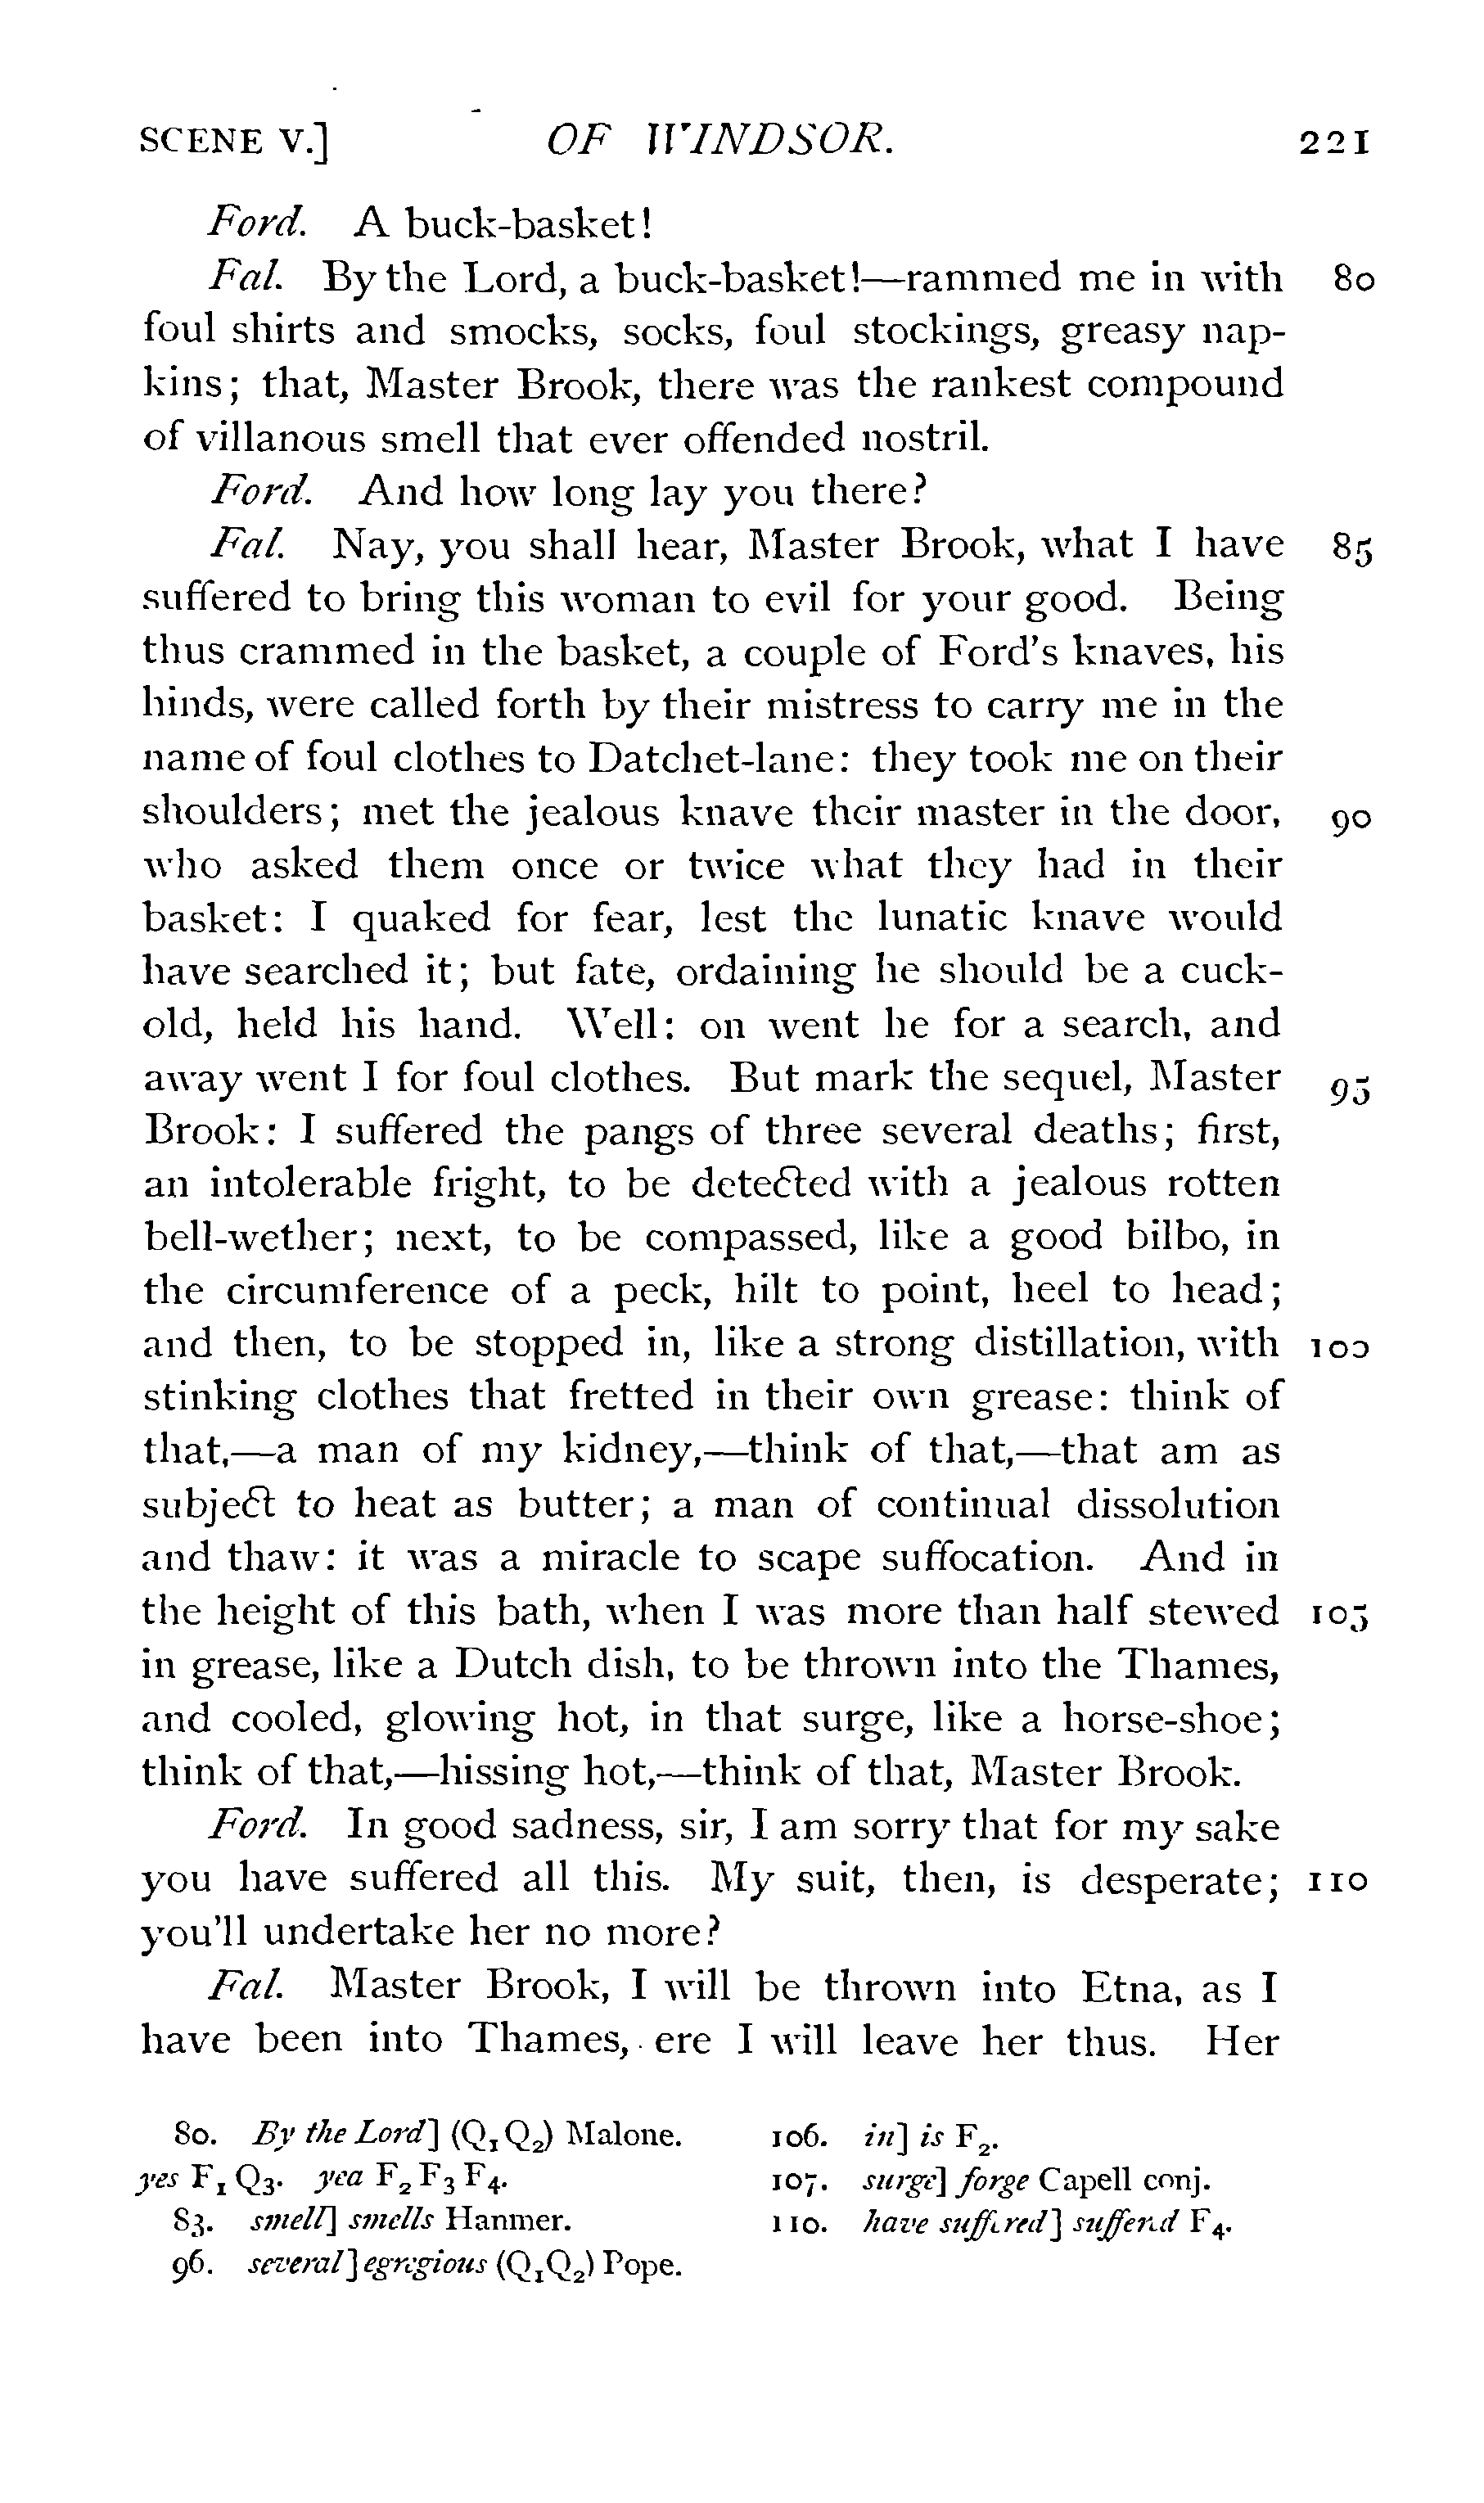 SCENE V.] OF WINDSOR. 221
Ford. A buck-basket!
Fal. By the Lord, a buck-basket!—rammed me in with 80
foul shirts and smocks, socks, foul stockings, greasy nap-
kins; that, Master Brook, there was the rankest compound
of villanous smell that ever offended nostril.
Ford. And how long lay you there?
Fal. Nay, you shall hear, Master Brook, what I have 85
suffered to bring this woman to evil for your good. Being
thus crammed in the basket, a couple of Ford's knaves, his
hinds, were called forth by their mistress to carry me in the
name of foul clothes to Datchet-lane: they took me on their
shoulders; met the jealous knave their master in the door, 90
who asked them once or twice what they had in their
basket: I quaked for fear, lest the lunatic knave would
have searched it; but fate, ordaining he should be a cuck-
old, held his hand. Well: on went he for a search, and
away went I for foul clothes. But mark the sequel, Master 95
Brook: I suffered the pangs of three several deaths; first,
an intolerable fright, to be detected with a jealous rotten
bell-wether; next, to be compassed, like a good bilbo, in
the circumference of a peck, hilt to point, heel to head;
and then, to be stopped in, like a strong distillation, with 100
stinking clothes that fretted in their own grease: think of
that,—a man of my kidney,—think of that,—that am as
subject to heat as butter; a man of continual dissolution
and thaw: it was a miracle to scape suffocation. And in
the height of this bath, when I was more than half stewed 105
in grease, like a Dutch dish, to be thrown into the Thames,
and cooled, glowing hot, in that surge, like a horse-shoe;
think of that,—hissing hot,—think of that, Master Brook.
Ford. In good sadness, sir, I am sorry that for my sake
you have suffered all this. My suit, then, is desperate; 110
you'll undertake her no more?
Fal. Master Brook, I will be thrown into Etna, as I
have been into Thames, ere I will leave her thus. Her
80. By the Lord] (Q1Q2) Malone.
yes F1 Q3. yea F2 F3 F4.
83. smell] smells Hanmer.
96. several] egregious (Q1Q2) Pope.
106. in] is F2.
107. surge] forge Capell conj.
110. have suffered] suffered F4.